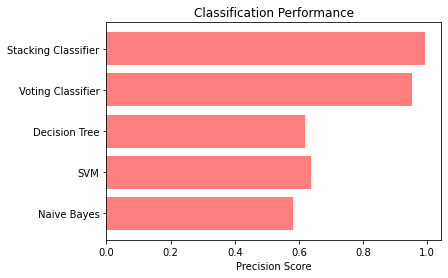 Classification Performance
Stacking Classifier
Voting Classifier
Decision Tree
SVM
Naive Bayes
0.0 0.2 0.4 0.6 0.8 1.0
Precision Score